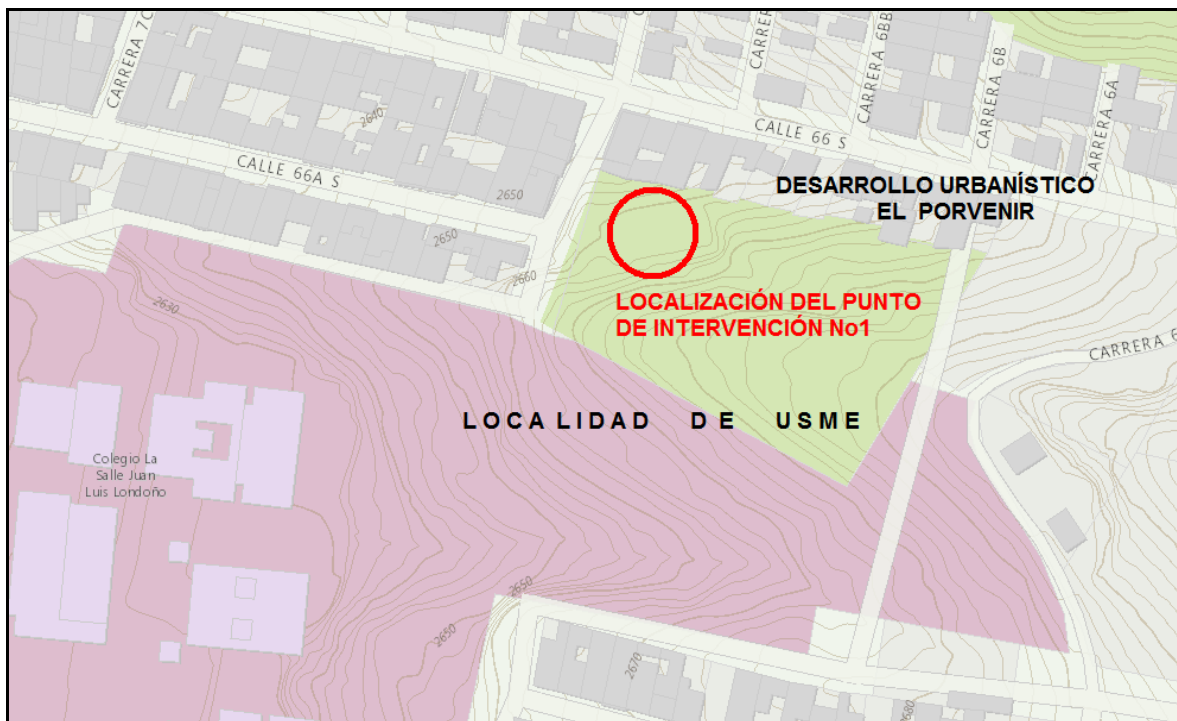 CARRERA 7C
CARRER
CARRERA 6BB
CARRERA 6B
CARRERA 6A
2640
CALLE 66 S
CALLE 66A S
2650
DESARROLLO URBANÍSTICO
EL PORVENIR
2650
2660
LOCALIZACIÓN DEL PUNTO
DE INTERVENCIÓN No1
2630
CARRERA 6
LOCALIDAD DE USME
Colegio La
Salle Juan
Luis Londoño
2650
2650
2670
2680